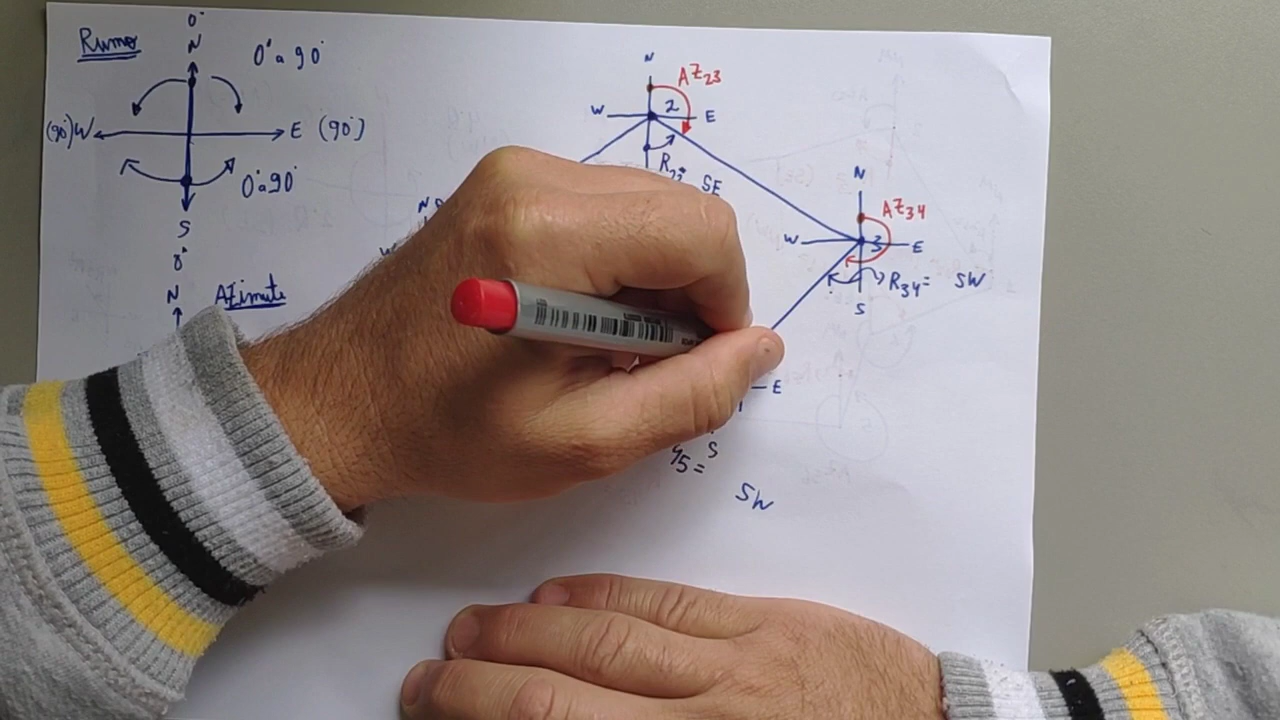 Rumo
0°
N
0° a 90°
(90°) W
E (90°)
0° a 90°
S
0°
Azimute
N
N
AZ23
W
2
E
R23=
SE
N
AZ34
W
3
E
R34= SW
S
E
S
45=
SW